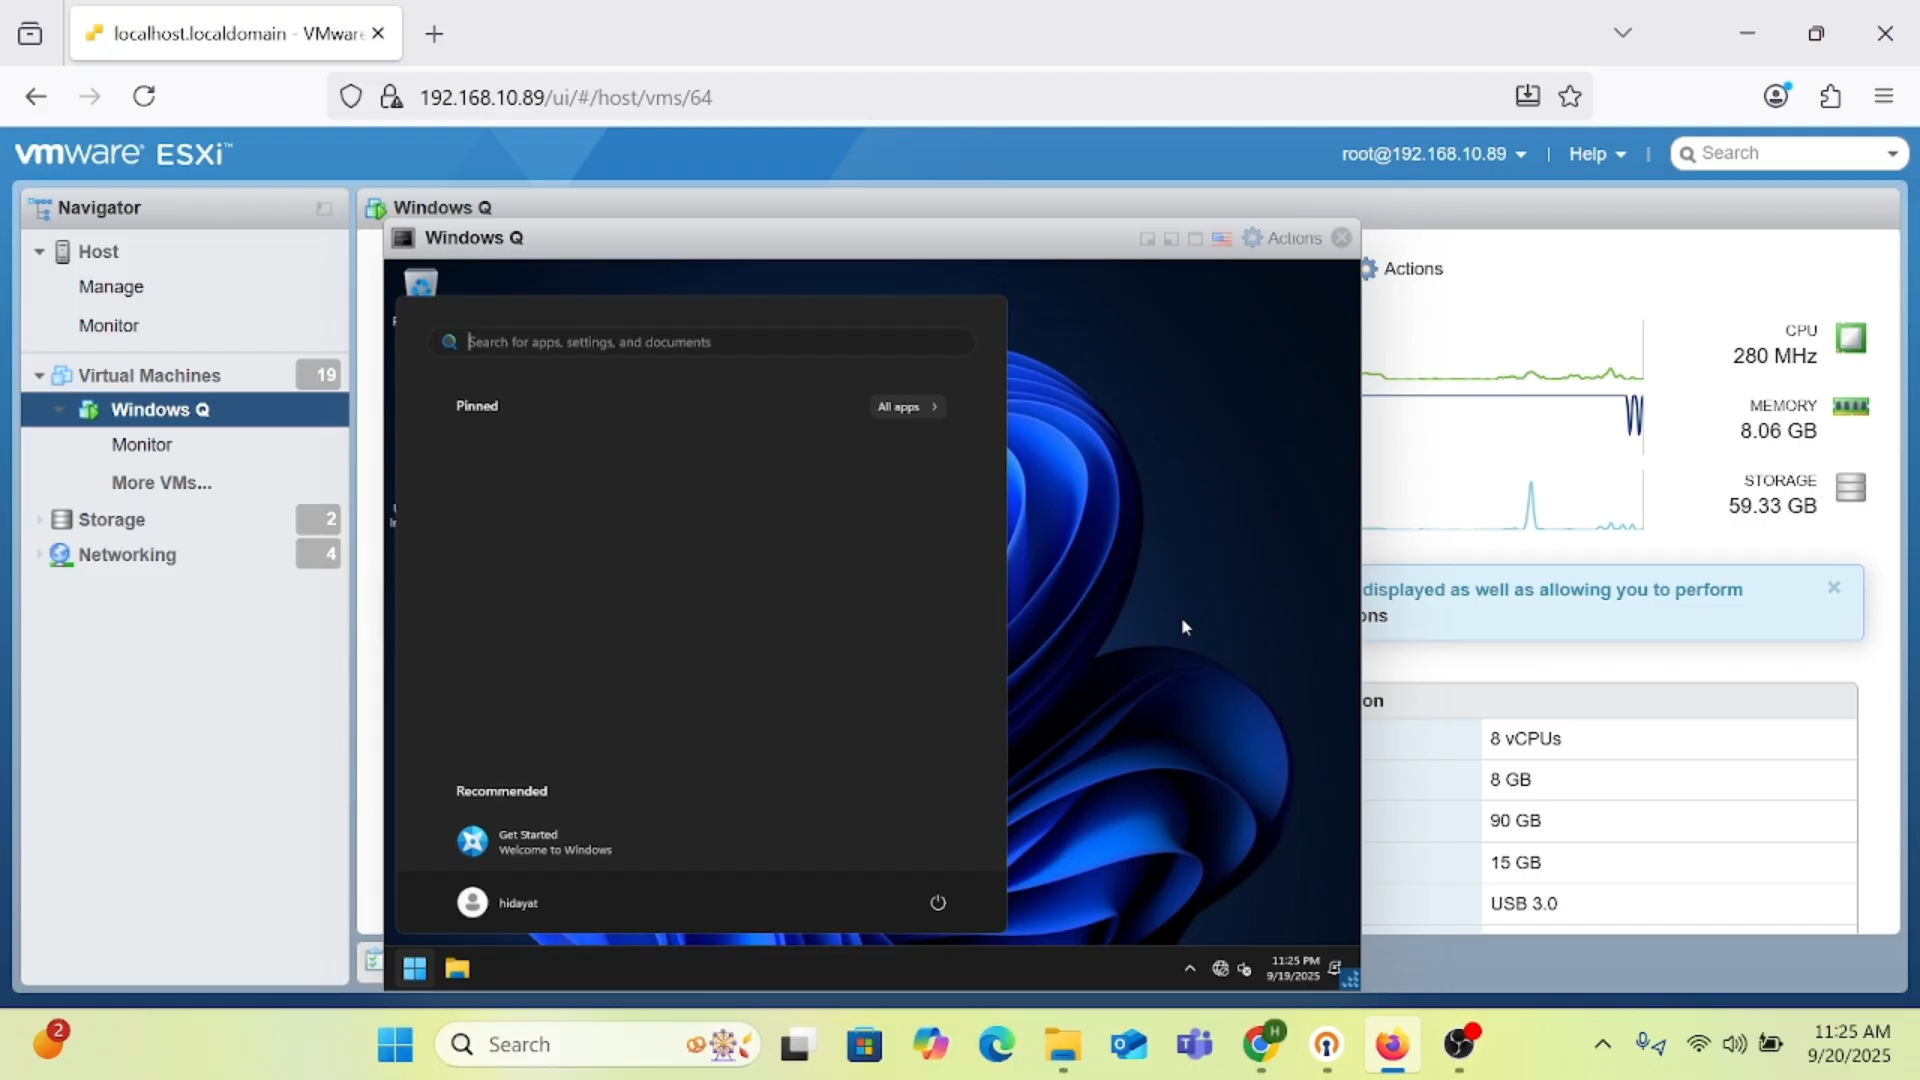 localhost.localdomain - VMware
192.168.10.89/ui/#/host/vms/64
vmware ESXi™
root@192.168.10.89
|
Help
|
Search
Navigator
Host
Manage
Monitor
Virtual Machines
19
Windows Q
Monitor
More VMs...
Storage
2
Networking
4
Windows Q
Windows Q
Actions
Search for apps, settings, and documents
Pinned
All apps
Recommended
Get Started
Welcome to Windows
hidayat
11:25 PM
9/19/2025
Actions
CPU
280 MHz
MEMORY
8.06 GB
STORAGE
59.33 GB
displayed as well as allowing you to perform
ons
on
8 vCPUs
8 GB
90 GB
15 GB
USB 3.0
2
Search
H
11:25 AM
9/20/2025